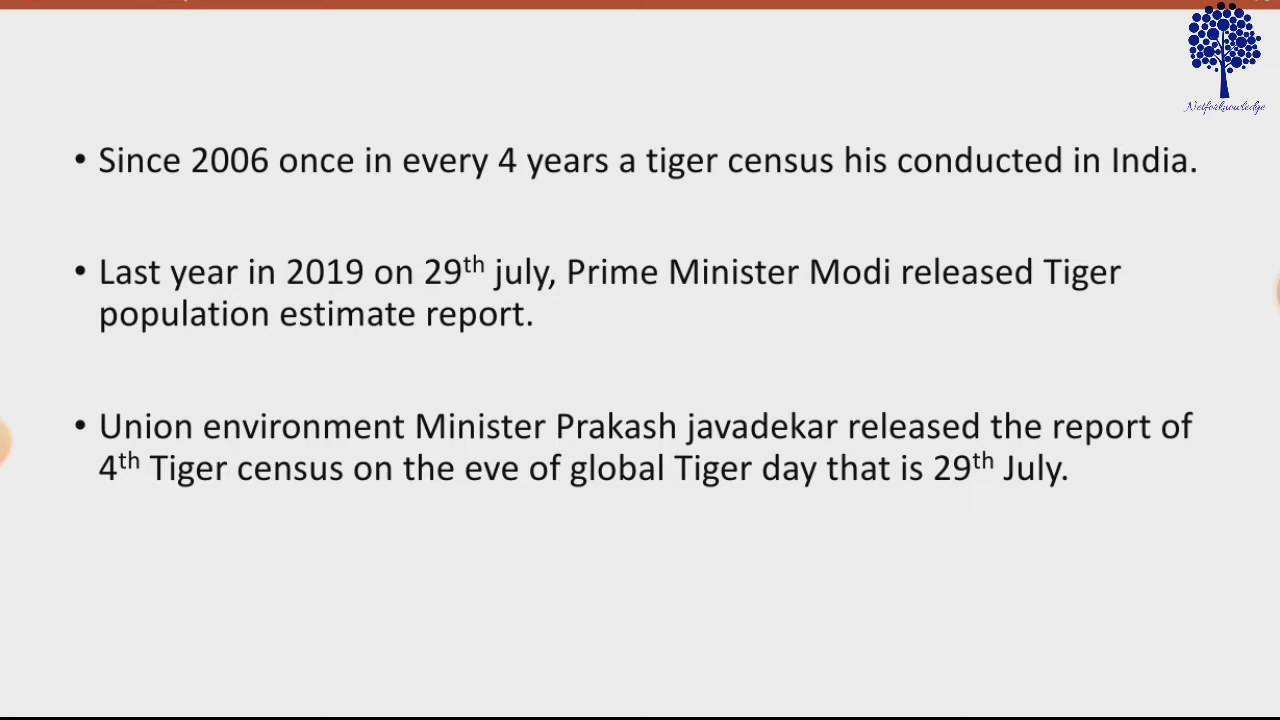 Netforknowledge
• Since 2006 once in every 4 years a tiger census his conducted in India.
• Last year in 2019 on 29th july, Prime Minister Modi released Tiger
population estimate report.
• Union environment Minister Prakash javadekar released the report of
4th Tiger census on the eve of global Tiger day that is 29th July.